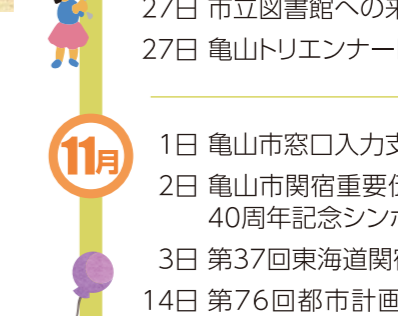 27日 市立図書館への来
27日 亀山トリエンナー
11月
1日 亀山市窓口入力支
2日 亀山市関宿重要伝
40周年記念シンポ
3日 第37回東海道関宿
14日 第76回都市計画